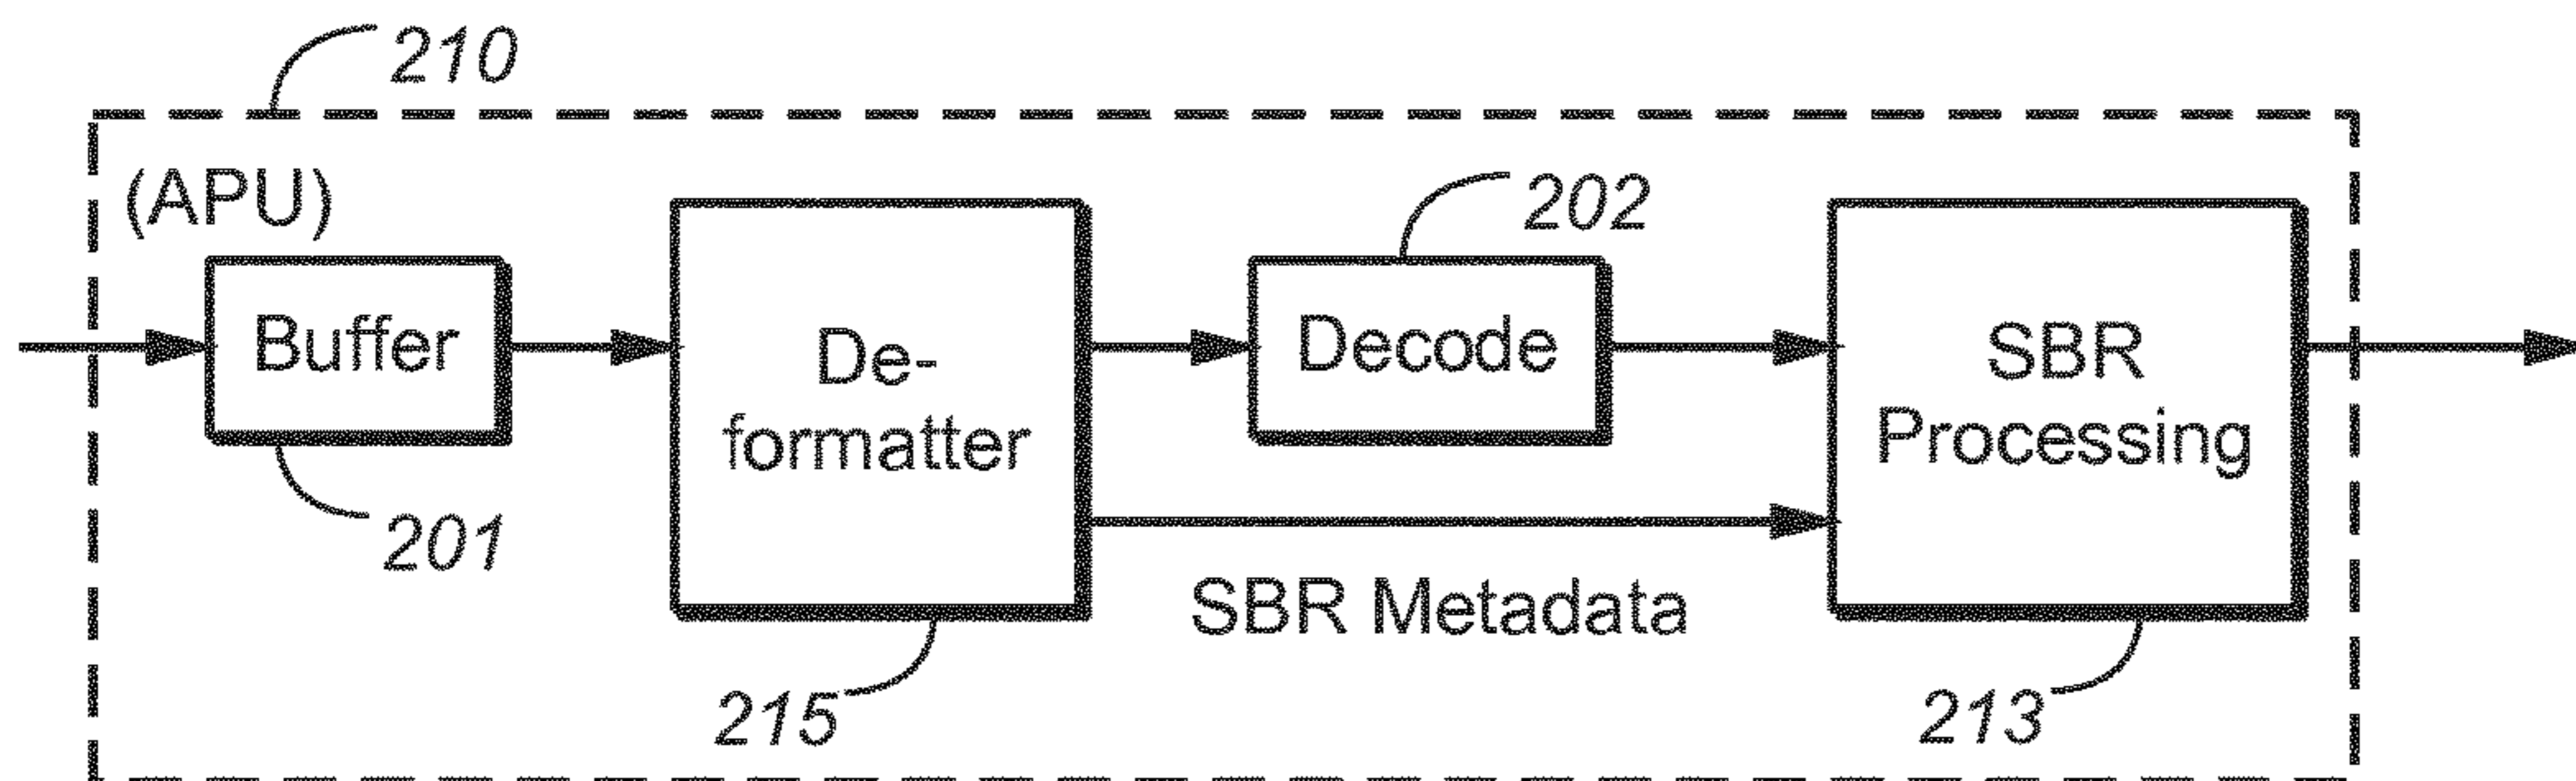 210
(APU)
202
Buffer
De-
formatter
Decode
SBR
Processing
201
SBR Metadata
215
213